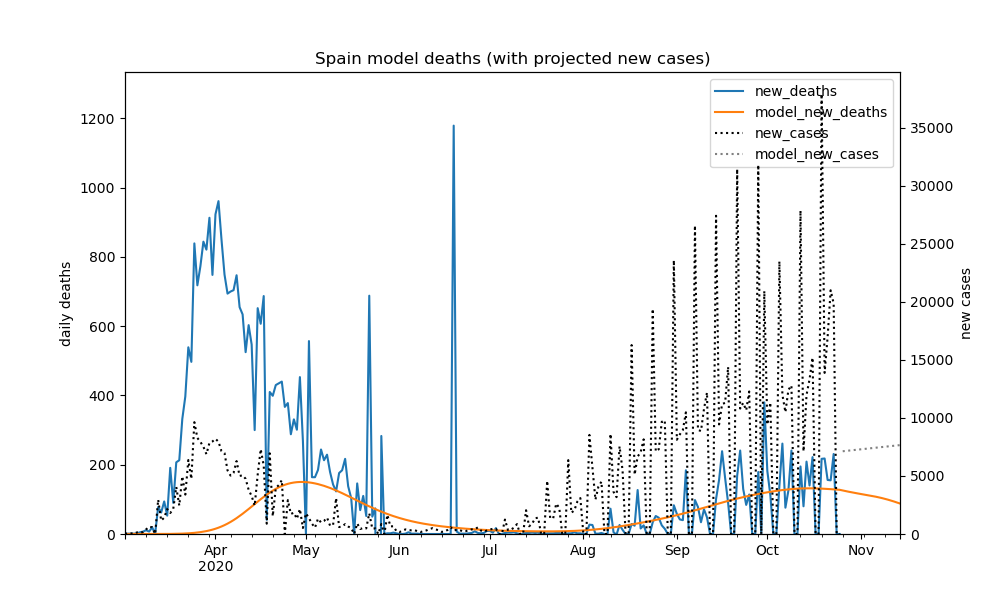 Spain model deaths (with projected new cases)
new_deaths
model_new_deaths
new_cases
model_new_cases
daily deaths
1200
1000
800
600
400
200
0
35000
30000
25000
20000
15000
10000
5000
0
new cases
Apr May Jun Jul Aug Sep Oct Nov
2020